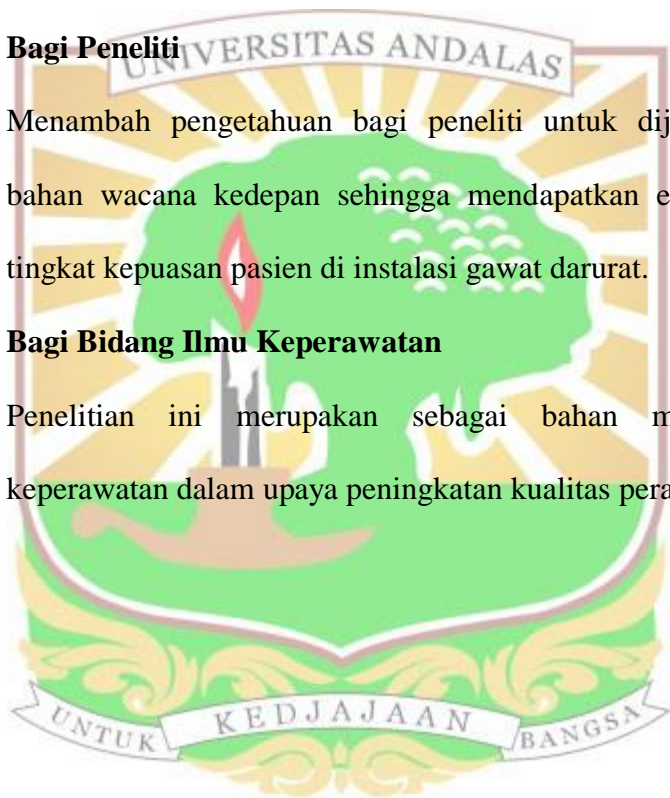 Bagi Peneliti
UNIVERSITAS ANDALAS
Menambah pengetahuan bagi peneliti untuk
bahan wacana kedepan sehingga mendapatkan
tingkat kepuasan pasien di instalasi gawat darurat.
Bagi Bidang Ilmu Keperawatan
Penelitian ini merupakan sebagai bahan
keperawatan dalam upaya peningkatan kualitas
UNTUK KEDJAJAAN BANGSA